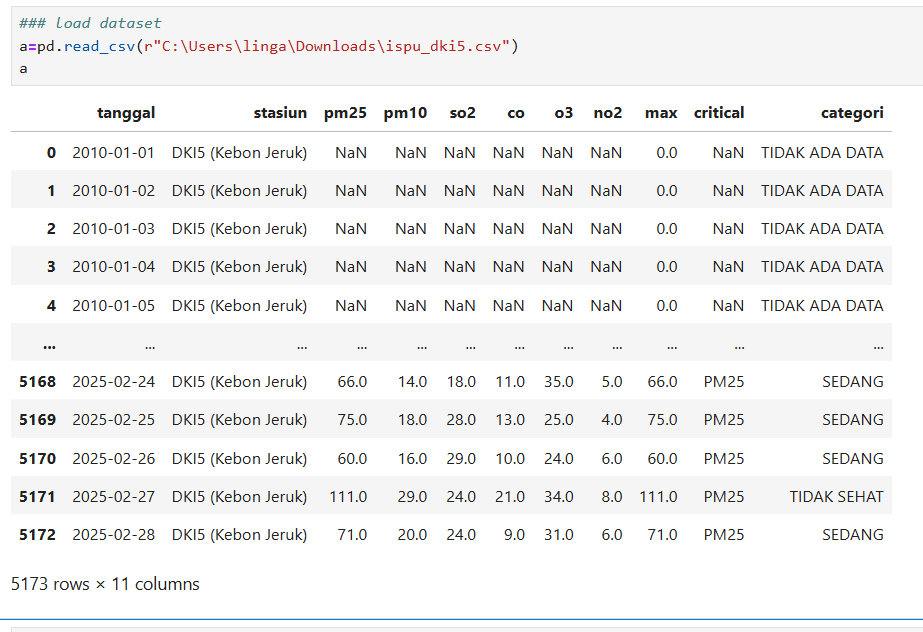 ### load dataset
a=pd.read_csv(r"C:\Users\linga\Downloads\ispu_dki5.csv")
a
tanggal stasiun pm25 pm10 so2 co o3 no2 max critical categori
0 2010-01-01 DKI5 (Kebon Jeruk) NaN NaN NaN NaN NaN NaN 0.0 NaN TIDAK ADA DATA
1 2010-01-02 DKI5 (Kebon Jeruk) NaN NaN NaN NaN NaN NaN 0.0 NaN TIDAK ADA DATA
2 2010-01-03 DKI5 (Kebon Jeruk) NaN NaN NaN NaN NaN NaN 0.0 NaN TIDAK ADA DATA
3 2010-01-04 DKI5 (Kebon Jeruk) NaN NaN NaN NaN NaN NaN 0.0 NaN TIDAK ADA DATA
4 2010-01-05 DKI5 (Kebon Jeruk) NaN NaN NaN NaN NaN NaN 0.0 NaN TIDAK ADA DATA
... ... ... ... ... ... ... ... ... ... ... ...
5168 2025-02-24 DKI5 (Kebon Jeruk) 66.0 14.0 18.0 11.0 35.0 5.0 66.0 PM25 SEDANG
5169 2025-02-25 DKI5 (Kebon Jeruk) 75.0 18.0 28.0 13.0 25.0 4.0 75.0 PM25 SEDANG
5170 2025-02-26 DKI5 (Kebon Jeruk) 60.0 16.0 29.0 10.0 24.0 6.0 60.0 PM25 SEDANG
5171 2025-02-27 DKI5 (Kebon Jeruk) 111.0 29.0 24.0 21.0 34.0 8.0 111.0 PM25 TIDAK SEHAT
5172 2025-02-28 DKI5 (Kebon Jeruk) 71.0 20.0 24.0 9.0 31.0 6.0 71.0 PM25 SEDANG
5173 rows × 11 columns